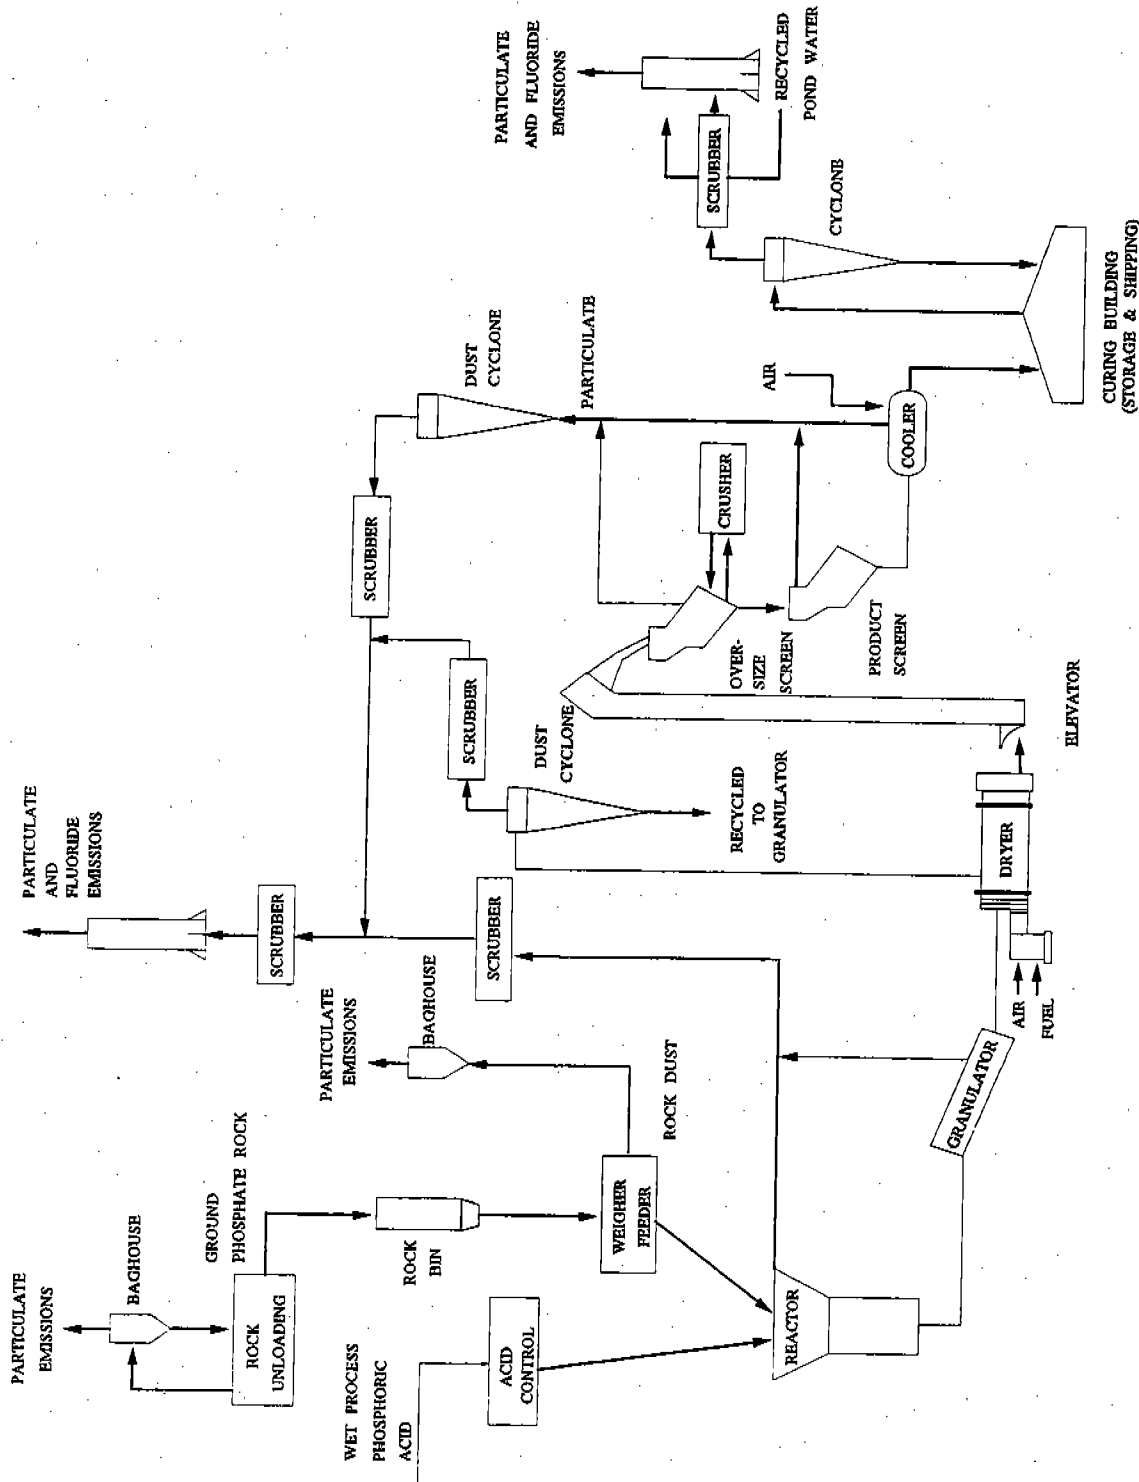 PARTICULATE
EMISSIONS
BAGHOUSE
ROCK
UNLOADING
GROUND
PHOSPHATE ROCK
WET PROCESS
PHOSPHORIC
ACID
ACID
CONTROL
ROCK
BIN
WEIGHER
FEEDER
ROCK DUST
PARTICULATE
EMISSIONS
BAGHOUSE
REACTOR
GRANULATOR
PARTICULATE
AND
FLUORIDE
EMISSIONS
SCRUBBER
SCRUBBER
AIR
FUEL
DRYER
RECYCLED
TO
GRANULATOR
DUST
CYCLONE
SCRUBBER
SCRUBBER
ELEVATOR
OVER-
SIZE
SCREEN
PRODUCT
SCREEN
CRUSHER
DUST
CYCLONE
PARTICULATE
AIR
COOLER
CURING BUILDING
(STORAGE & SHIPPING)
CYCLONE
SCRUBBER
PARTICULATE
AND FLUORIDE
EMISSIONS
RECYCLED
POND WATER